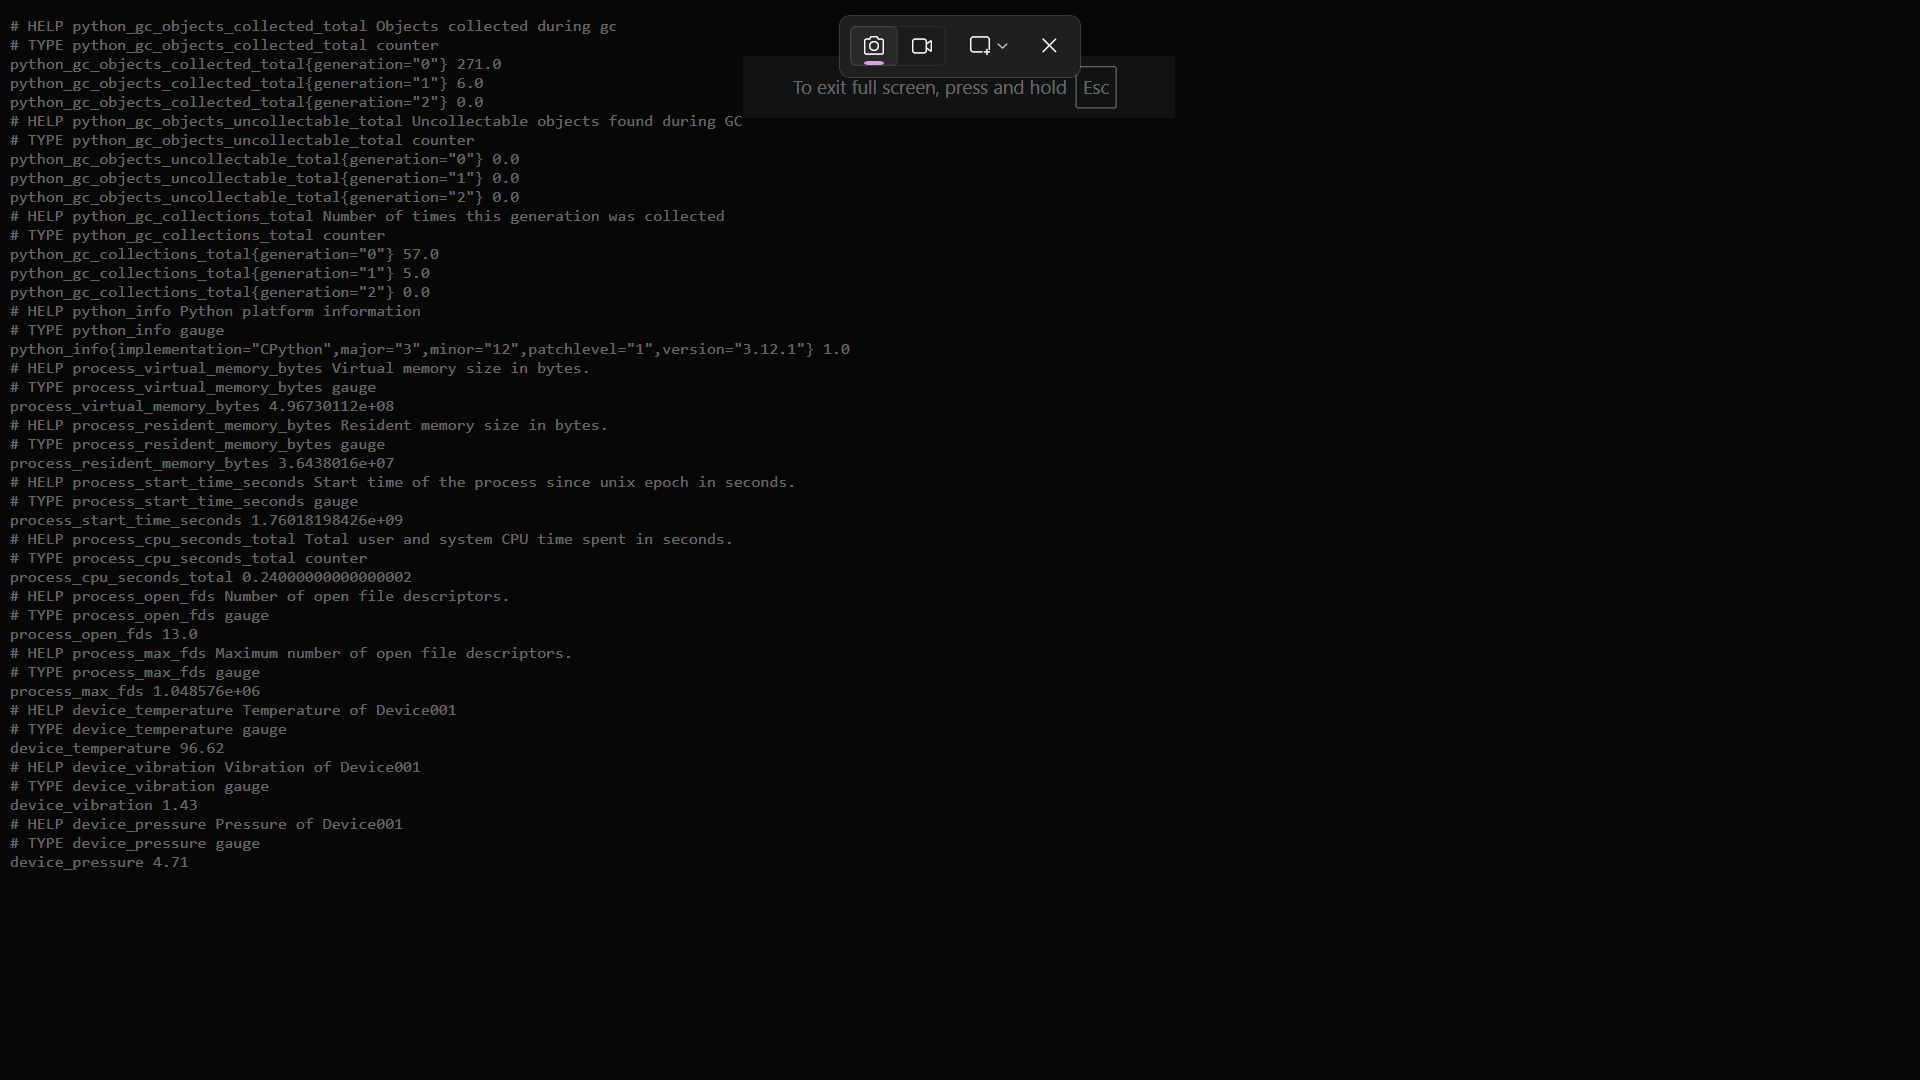 # HELP python_gc_objects_collected_total Objects collected during gc
# TYPE python_gc_objects_collected_total counter
python_gc_objects_collected_total{generation="0"} 271.0
python_gc_objects_collected_total{generation="1"} 6.0
python_gc_objects_collected_total{generation="2"} 0.0
# HELP python_gc_objects_uncollectable_total Uncollectable objects found during GC
# TYPE python_gc_objects_uncollectable_total counter
python_gc_objects_uncollectable_total{generation="0"} 0.0
python_gc_objects_uncollectable_total{generation="1"} 0.0
python_gc_objects_uncollectable_total{generation="2"} 0.0
# HELP python_gc_collections_total Number of times this generation was collected
# TYPE python_gc_collections_total counter
python_gc_collections_total{generation="0"} 57.0
python_gc_collections_total{generation="1"} 5.0
python_gc_collections_total{generation="2"} 0.0
# HELP python_info Python platform information
# TYPE python_info gauge
python_info{implementation="CPython",major="3",minor="12",patchlevel="1",version="3.12.1"} 1.0
# HELP process_virtual_memory_bytes Virtual memory size in bytes.
# TYPE process_virtual_memory_bytes gauge
process_virtual_memory_bytes 4.96730112e+08
# HELP process_resident_memory_bytes Resident memory size in bytes.
# TYPE process_resident_memory_bytes gauge
process_resident_memory_bytes 3.6438016e+07
# HELP process_start_time_seconds Start time of the process since unix epoch in seconds.
# TYPE process_start_time_seconds gauge
process_start_time_seconds 1.76018198426e+09
# HELP process_cpu_seconds_total Total user and system CPU time spent in seconds.
# TYPE process_cpu_seconds_total counter
process_cpu_seconds_total 0.24000000000000002
# HELP process_open_fds Number of open file descriptors.
# TYPE process_open_fds gauge
process_open_fds 13.0
# HELP process_max_fds Maximum number of open file descriptors.
# TYPE process_max_fds gauge
process_max_fds 1.048576e+06
# HELP device_temperature Temperature of Device001
# TYPE device_temperature gauge
device_temperature 96.62
# HELP device_vibration Vibration of Device001
# TYPE device_vibration gauge
device_vibration 1.43
# HELP device_pressure Pressure of Device001
# TYPE device_pressure gauge
device_pressure 4.71
To exit full screen, press and hold Esc